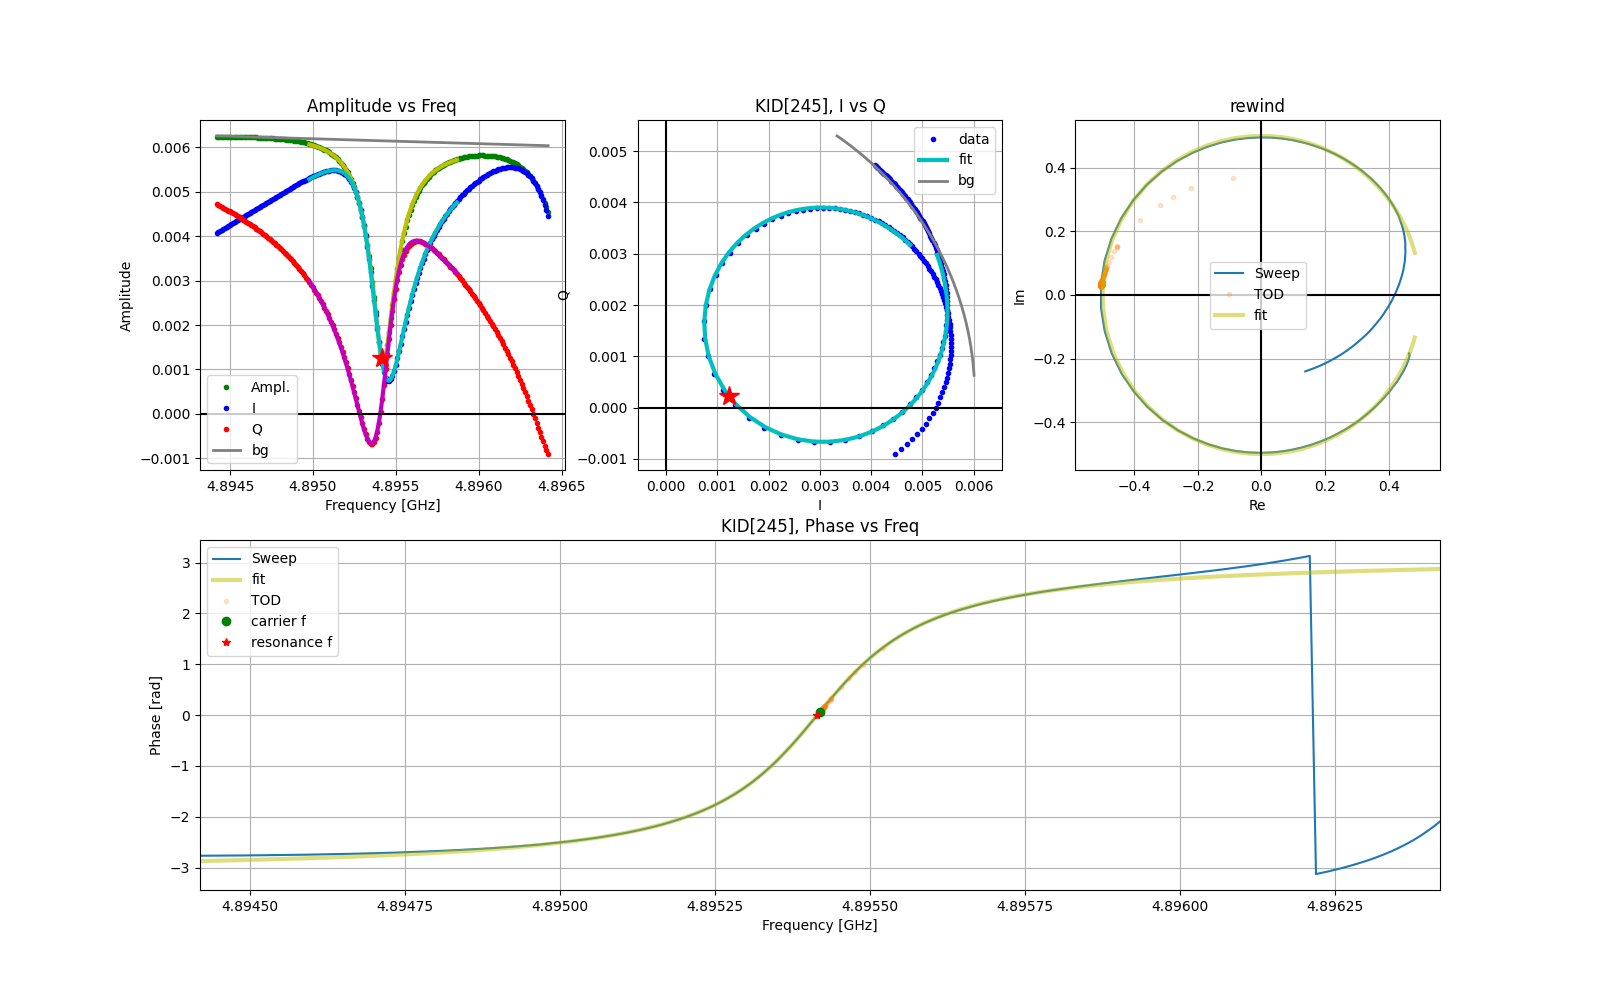 Amplitude vs Freq
Amplitude
0.006
0.005
0.004
0.003
0.002
0.001
0.000
−0.001
4.8945
4.8950
4.8955
4.8960
4.8965
Frequency [GHz]
Ampl.
I
Q
bg
KID[245], I vs Q
Q
0.005
0.004
0.003
0.002
0.001
0.000
−0.001
0.000
0.001
0.002
0.003
0.004
0.005
0.006
I
data
fit
bg
rewind
Im
0.4
0.2
0.0
−0.2
−0.4
−0.4
−0.2
0.0
0.2
0.4
Re
Sweep
TOD
fit
KID[245], Phase vs Freq
Phase [rad]
3
2
1
0
−1
−2
−3
4.89450
4.89475
4.89500
4.89525
4.89550
4.89575
4.89600
4.89625
Frequency [GHz]
Sweep
fit
TOD
carrier f
resonance f